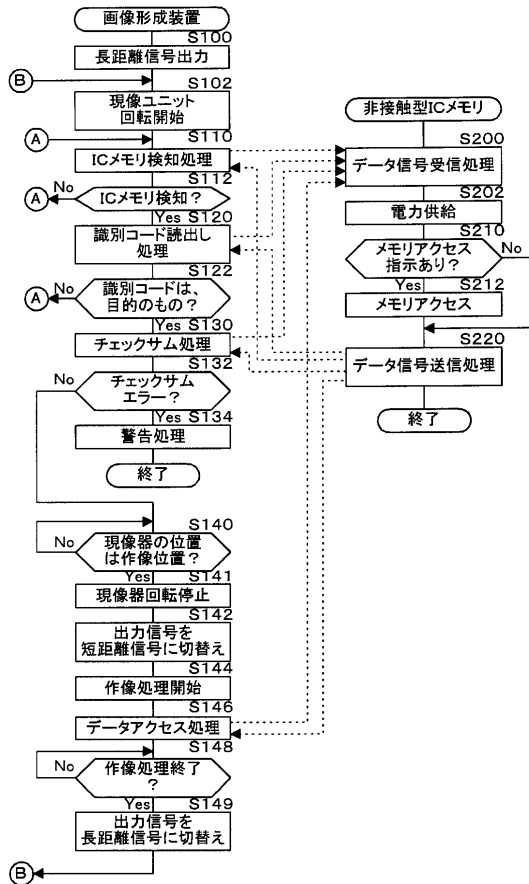 画像形成装置
S100
長距離信号出力
B
S102
現像ユニット
回転開始
A
S110
ICメモリ検知処理
S112
A
No
ICメモリ検知？
Yes S120
識別コード読出し
処理
S122
A
No
識別コードは、
目的のもの？
Yes S130
チェックサム処理
S132
No
チェックサム
エラー？
Yes S134
警告処理
終了
S140
No
現像器の位置
は作像位置？
Yes S141
現像器回転停止
S142
出力信号を
短距離信号に切替え
S144
作像処理開始
S146
データアクセス処理
S148
No
作像処理終了
？
Yes S149
出力信号を
長距離信号に切替え
B
非接触型ICメモリ
S200
データ信号受信処理
S202
電力供給
S210
メモリアクセス
指示あり？
No
Yes S212
メモリアクセス
S220
データ信号送信処理
終了